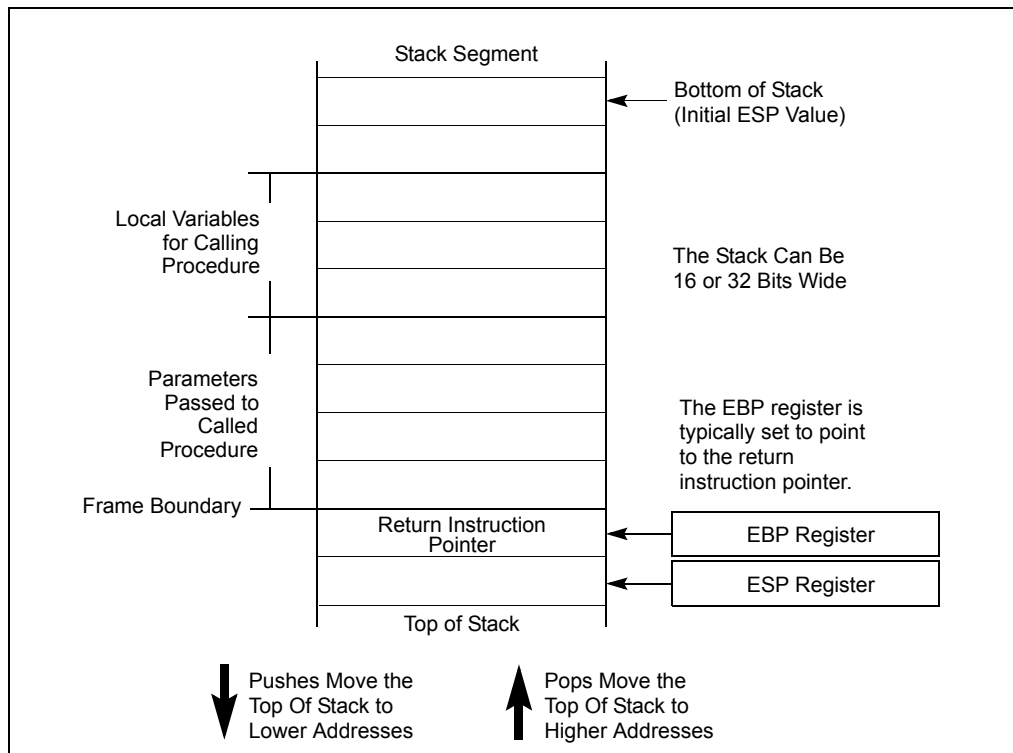 Stack Segment
Bottom of Stack
(Initial ESP Value)
Local Variables
for Calling
Procedure
The Stack Can Be
16 or 32 Bits Wide
Parameters
Passed to
Called
Procedure
The EBP register is
typically set to point
to the return
instruction pointer.
Frame Boundary
Return Instruction
Pointer
EBP Register
ESP Register
Top of Stack
Pushes Move the
Top Of Stack to
Lower Addresses
Pops Move the
Top Of Stack to
Higher Addresses